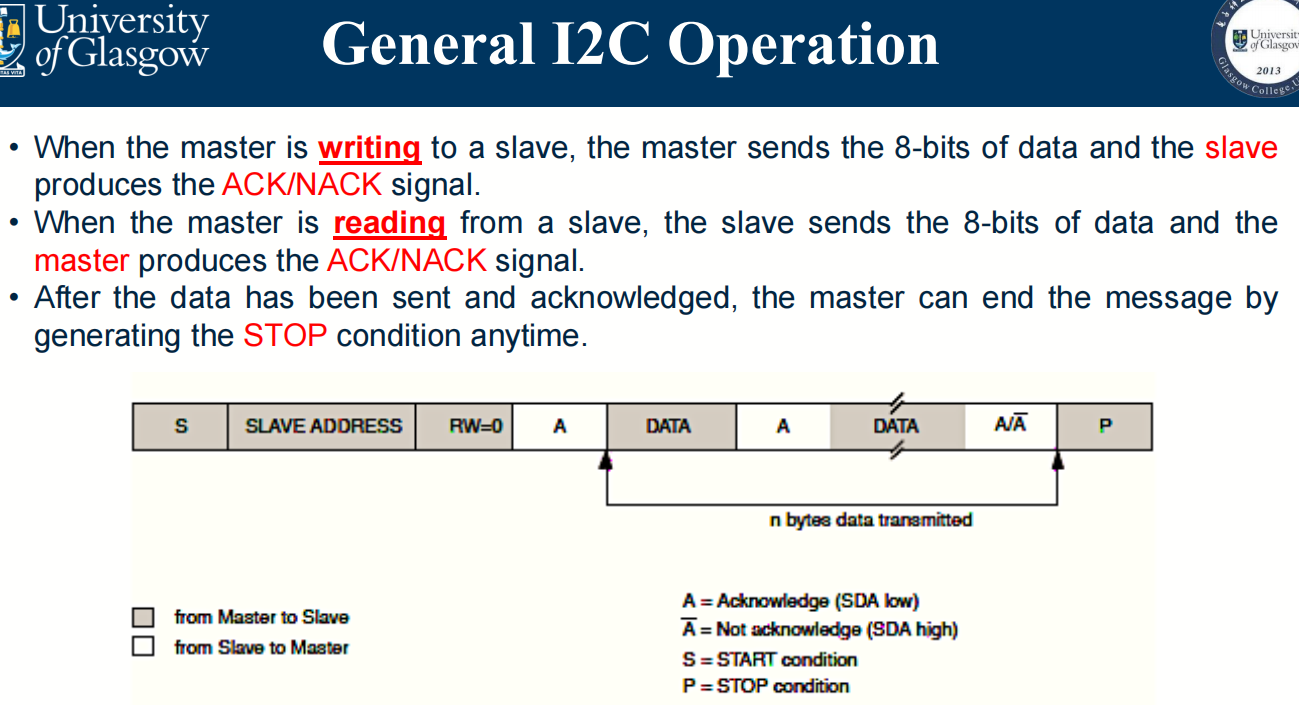 University
of Glasgow
General I2C Operation
University
of Glasgow
2013
Glasgow College, U
• When the master is writing to a slave, the master sends the 8-bits of data and the slave
produces the ACK/NACK signal.
• When the master is reading from a slave, the slave sends the 8-bits of data and the
master produces the ACK/NACK signal.
• After the data has been sent and acknowledged, the master can end the message by
generating the STOP condition anytime.
S SLAVE ADDRESS RW=0 A DATA A DATA A/A̅ P
n bytes data transmitted
from Master to Slave
from Slave to Master
A = Acknowledge (SDA low)
A̅ = Not acknowledge (SDA high)
S = START condition
P = STOP condition